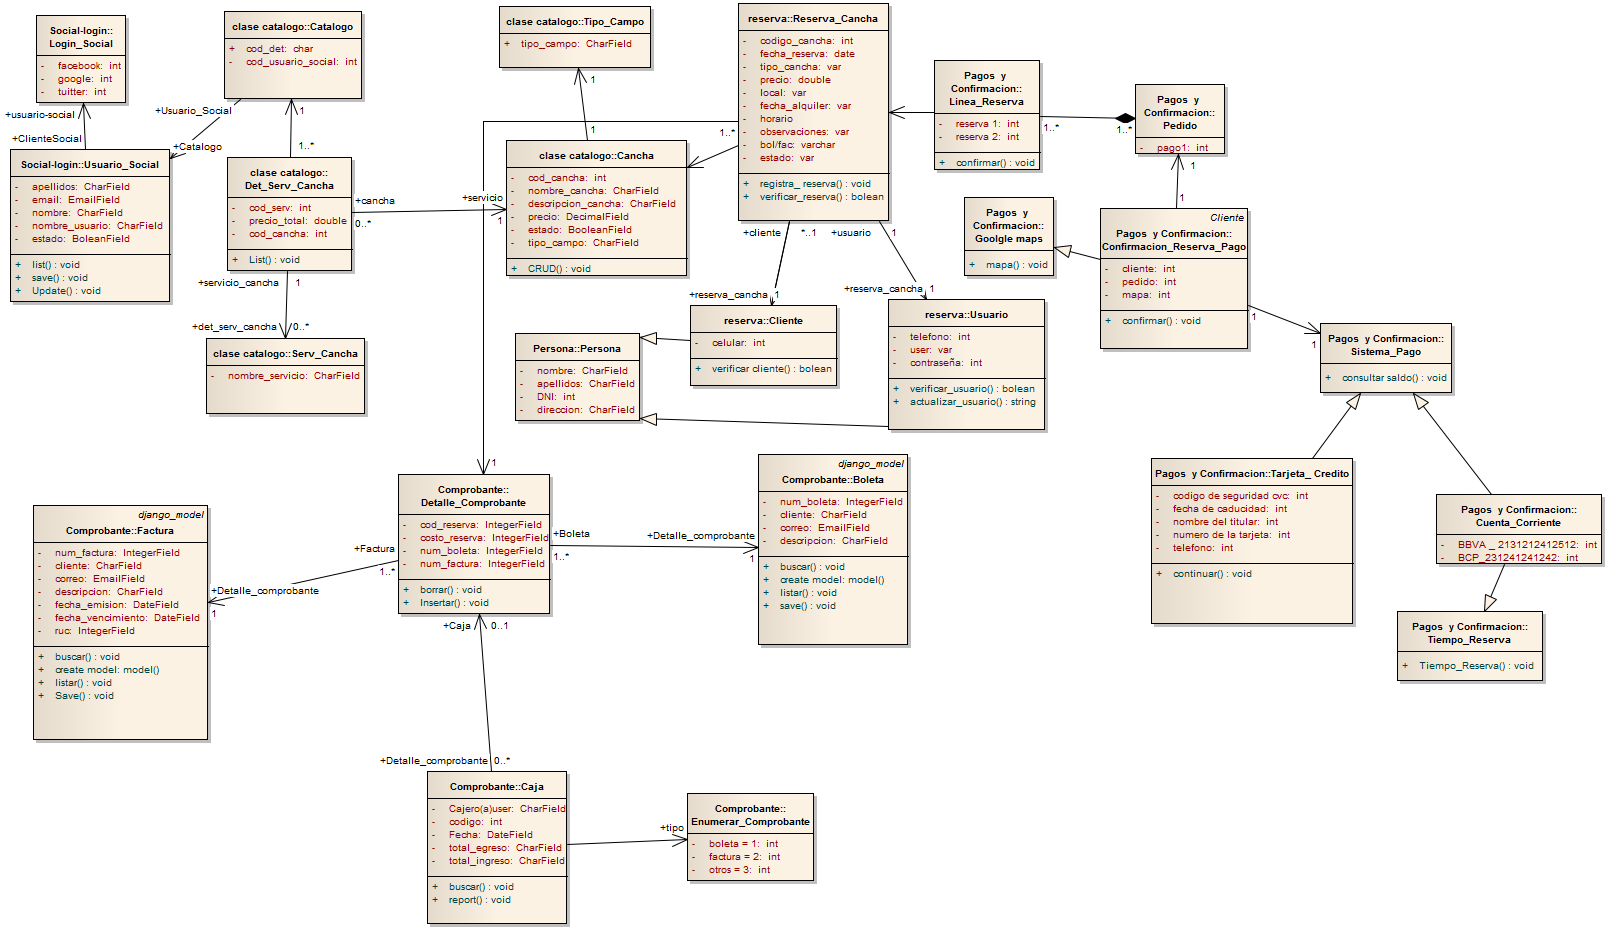 Social-login::
Login_Social
- facebook: int
- google: int
- tuitter: int
+usuario-social
+ClienteSocial
Social-login::Usuario_Social
- apellidos: CharField
- email: EmailField
- nombre: CharField
- nombre_usuario: CharField
- estado: BoleanField
+ list() : void
+ save() : void
+ Update() : void
clase catalogo::Catalogo
+ cod_det: char
- cod_usuario_social: int
+Usuario_Social
+Catalogo
1
1..*
clase catalogo::
Det_Serv_Cancha
- cod_serv: int
- precio_total: double
- cod_cancha: int
+ List() : void
+cancha
0..*
+servicio
1
+servicio_cancha
1
+det_serv_cancha
0..*
clase catalogo::Serv_Cancha
- nombre_servicio: CharField
clase catalogo::Tipo_Campo
+ tipo_campo: CharField
1
1
clase catalogo::Cancha
- cod_cancha: int
- nombre_cancha: CharField
- descripcion_cancha: CharField
- precio: DecimalField
- estado: BooleanField
- tipo_campo: CharField
+ CRUD() : void
reserva::Reserva_Cancha
- codigo_cancha: int
- fecha_reserva: date
- tipo_cancha: var
- precio: double
- local: var
- fecha_alquiler: var
- horario
- observaciones: var
- bol/fac: varchar
- estado: var
+ registra_ reserva() : void
+ verificar_reserva() : bolean
1..*
+cliente
*..1
+usuario
1
+reserva_cancha
1
+reserva_cancha
1
reserva::Cliente
- celular: int
+ verificar cliente() : bolean
reserva::Usuario
- telefono: int
- user: var
- contraseña: int
+ verificar_usuario() : bolean
+ actualizar_usuario() : string
Persona::Persona
- nombre: CharField
- apellidos: CharField
- DNI: int
- direccion: CharField
Pagos y
Confirmacion::
Linea_Reserva
- reserva 1: int
- reserva 2: int
+ confirmar() : void
1..*
1..*
Pagos y
Confirmacion::
Pedido
- pago1: int
1
1
Pagos y
Confirmacion::
Goolgle maps
+ mapa() : void
Cliente
Pagos y Confirmacion::
Confirmacion_Reserva_Pago
- cliente: int
- pedido: int
- mapa: int
+ confirmar() : void
1
1
Pagos y Confirmacion::
Sistema_Pago
+ consultar saldo() : void
Pagos y Confirmacion::Tarjeta_ Credito
- codigo de seguridad cvc: int
- fecha de caducidad: int
- nombre del titular: int
- numero de la tarjeta: int
- telefono: int
+ continuar() : void
Pagos y Confirmacion::
Cuenta_Corriente
- BBVA _ 2131212412512: int
- BCP_231241241242: int
Pagos y Confirmacion::
Tiempo_Reserva
+ Tiempo_Reserva() : void
1
Comprobante::
Detalle_Comprobante
- cod_reserva: IntegerField
- costo_reserva: IntegerField
- num_boleta: IntegerField
- num_factura: IntegerField
+ borrar() : void
+ Insertar() : void
+Factura
1..*
+Detalle_comprobante
1
+Boleta
1..*
+Detalle_comprobante
1
django_model
Comprobante::Boleta
- num_boleta: IntegerField
- cliente: CharField
- correo: EmailField
- descripcion: CharField
+ buscar() : void
+ create model: model()
+ listar() : void
+ save() : void
django_model
Comprobante::Factura
- num_factura: IntegerField
- cliente: CharField
- correo: EmailField
- descripcion: CharField
- fecha_emision: DateField
- fecha_vencimiento: DateField
- ruc: IntegerField
+ buscar() : void
+ create model: model()
+ listar() : void
+ Save() : void
+Caja
0..1
+Detalle_comprobante
0..*
Comprobante::Caja
- Cajero(a)user: CharField
- codigo: int
- Fecha: DateField
- total_egreso: CharField
- total_ingreso: CharField
+ buscar() : void
+ report() : void
+tipo
Comprobante::
Enumerar_Comprobante
- boleta = 1: int
- factura = 2: int
- otros = 3: int